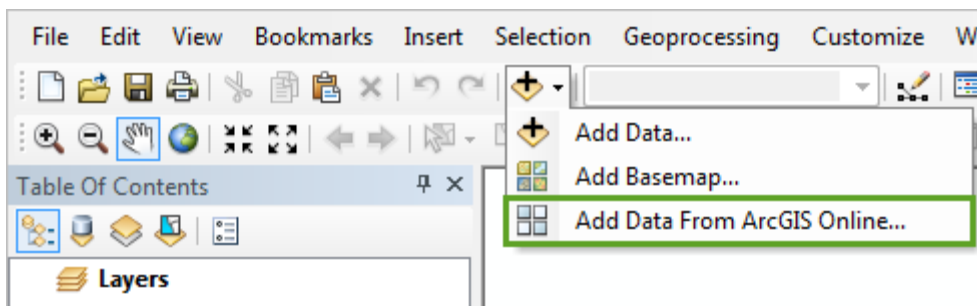 File Edit View Bookmarks Insert Selection Geoprocessing Customize W
Add Data...
Add Basemap...
Table Of Contents
Add Data From ArcGIS Online...
Layers